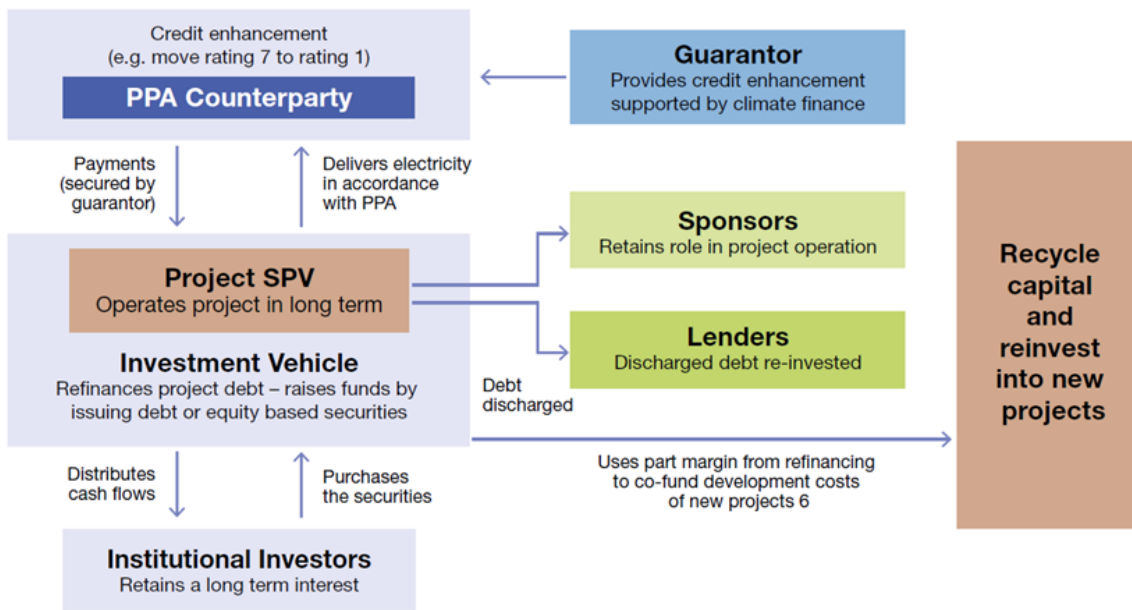 Credit enhancement
(e.g. move rating 7 to rating 1)
PPA Counterparty
Guarantor
Provides credit enhancement
supported by climate finance
Payments
(secured by
guarantor)
Delivers electricity
in accordance
with PPA
Sponsors
Retains role in project operation
Project SPV
Operates project in long term
Lenders
Discharged debt re-invested
Investment Vehicle
Refinances project debt – raises funds by
issuing debt or equity based securities
Debt
discharged
Recycle
capital
and
reinvest
into new
projects
Distributes
cash flows
Purchases
the securities
Uses part margin from refinancing
to co-fund development costs
of new projects 6
Institutional Investors
Retains a long term interest